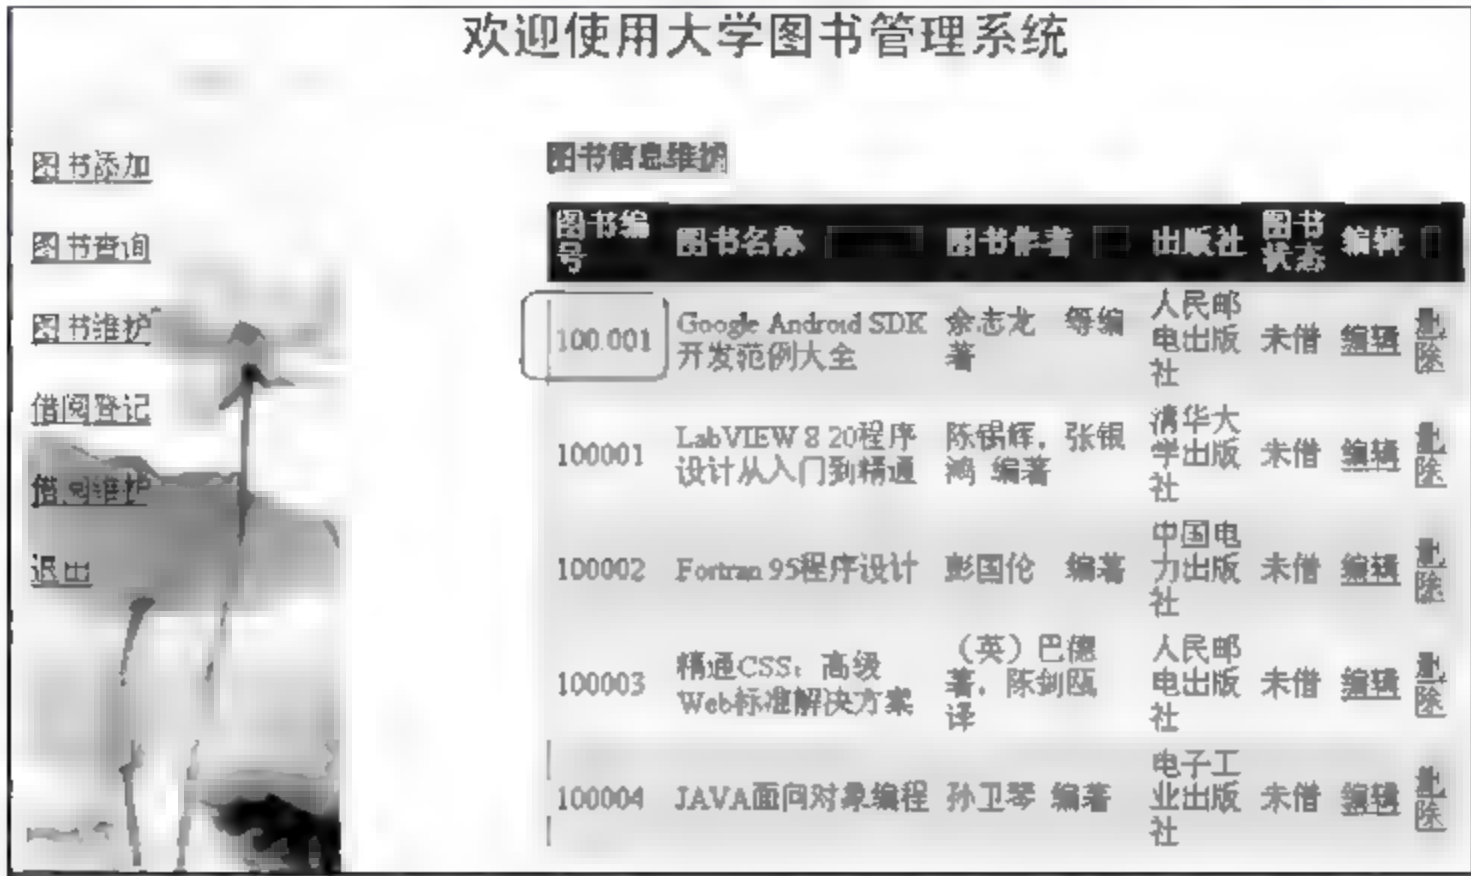 欢迎使用大学图书管理系统
图书添加
图书查询
图书维护
借阅登记
借阅维护
退出
图书信息维护
图书编
号
图书名称
图书作者
出版社
图书
状态
编辑
100.001
Google Android SDK
开发范例大全
余志龙 等编
著
人民邮
电出版
社
未借
编辑
删
除
100001
LabVIEW 8 20程序
设计从入门到精通
陈锡辉，张银
鸿 编著
清华大
学出版
社
未借
编辑
删
除
100002
Fortran 95程序设计
彭国伦 编著
中国电
力出版
社
未借
编辑
删
除
100003
精通CSS：高级
Web标准解决方案
（英）巴德
著，陈剑瓯
译
人民邮
电出版
社
未借
编辑
删
除
100004
JAVA面向对象编程
孙卫琴 编著
电子工
业出版
社
未借
编辑
删
除